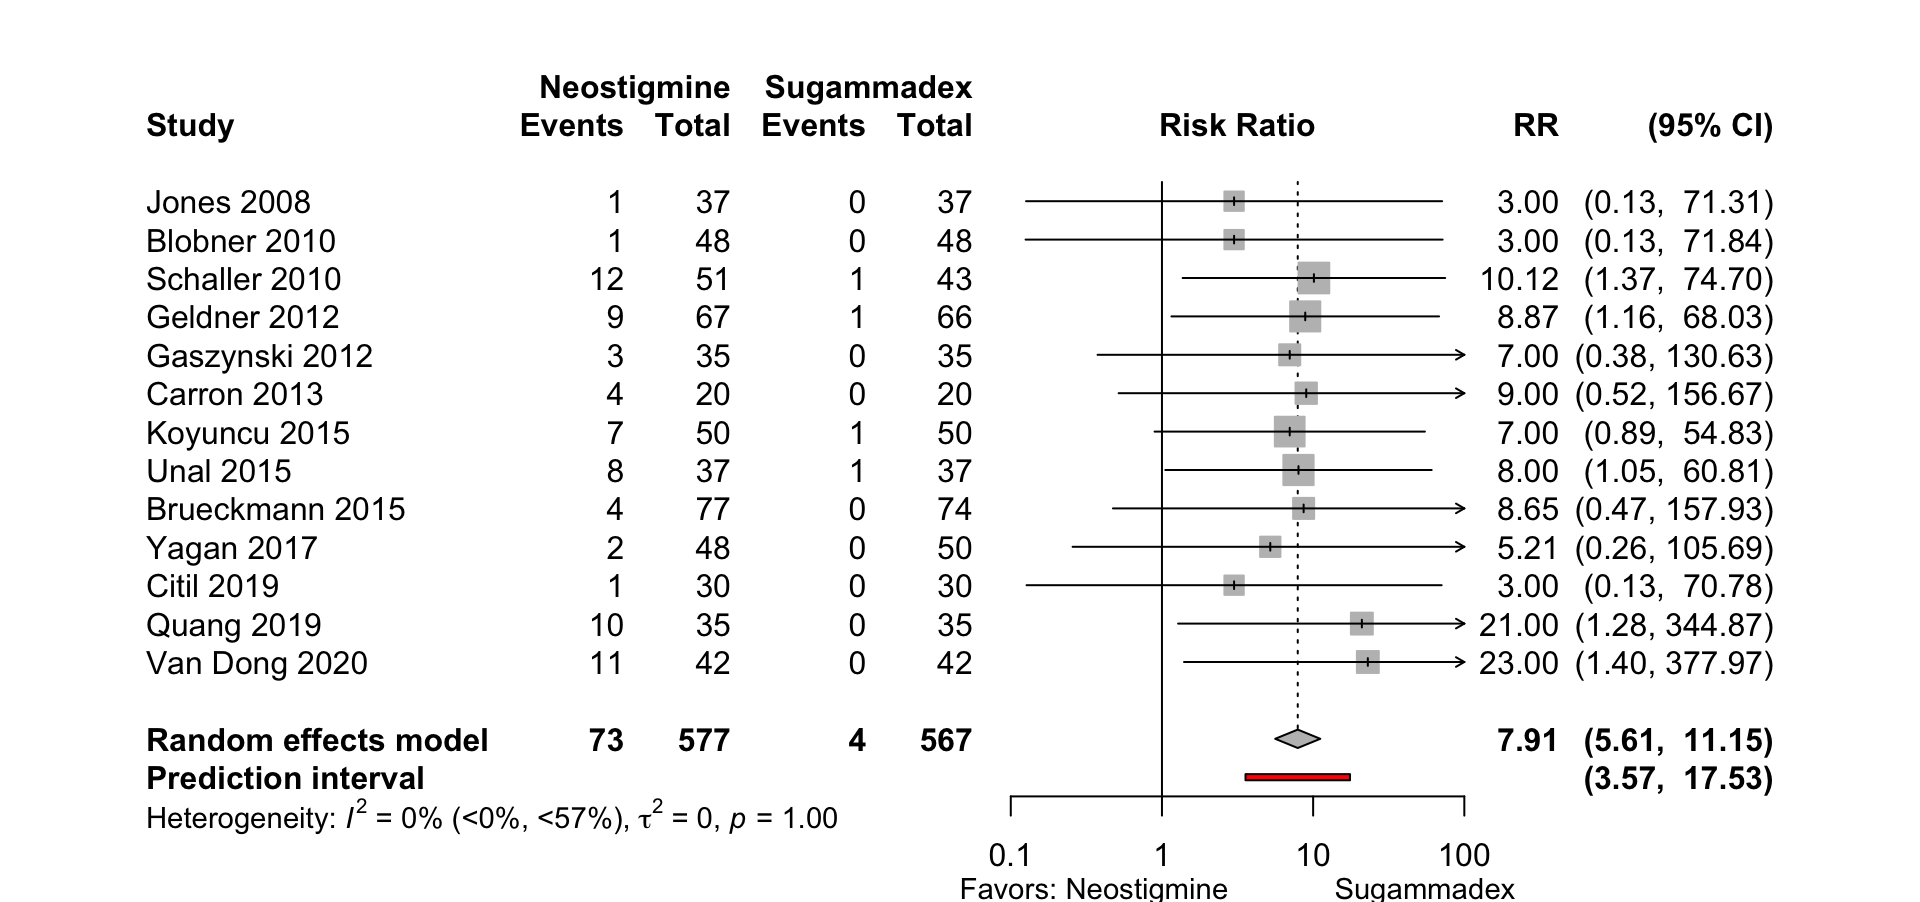 Neostigmine Sugammadex
Study Events Total Events Total Risk Ratio RR (95% CI)
Jones 2008 1 37 0 37 3.00 (0.13, 71.31)
Blobner 2010 1 48 0 48 3.00 (0.13, 71.84)
Schaller 2010 12 51 1 43 10.12 (1.37, 74.70)
Geldner 2012 9 67 1 66 8.87 (1.16, 68.03)
Gaszynski 2012 3 35 0 35 7.00 (0.38, 130.63)
Carron 2013 4 20 0 20 9.00 (0.52, 156.67)
Koyuncu 2015 7 50 1 50 7.00 (0.89, 54.83)
Unal 2015 8 37 1 37 8.00 (1.05, 60.81)
Brueckmann 2015 4 77 0 74 8.65 (0.47, 157.93)
Yagan 2017 2 48 0 50 5.21 (0.26, 105.69)
Citil 2019 1 30 0 30 3.00 (0.13, 70.78)
Quang 2019 10 35 0 35 21.00 (1.28, 344.87)
Van Dong 2020 11 42 0 42 23.00 (1.40, 377.97)
Random effects model 73 577 4 567 7.91 (5.61, 11.15)
Prediction interval (3.57, 17.53)
Heterogeneity: I² = 0% (<0%, <57%), τ² = 0, p = 1.00
0.1 1 10 100
Favors: Neostigmine Sugammadex